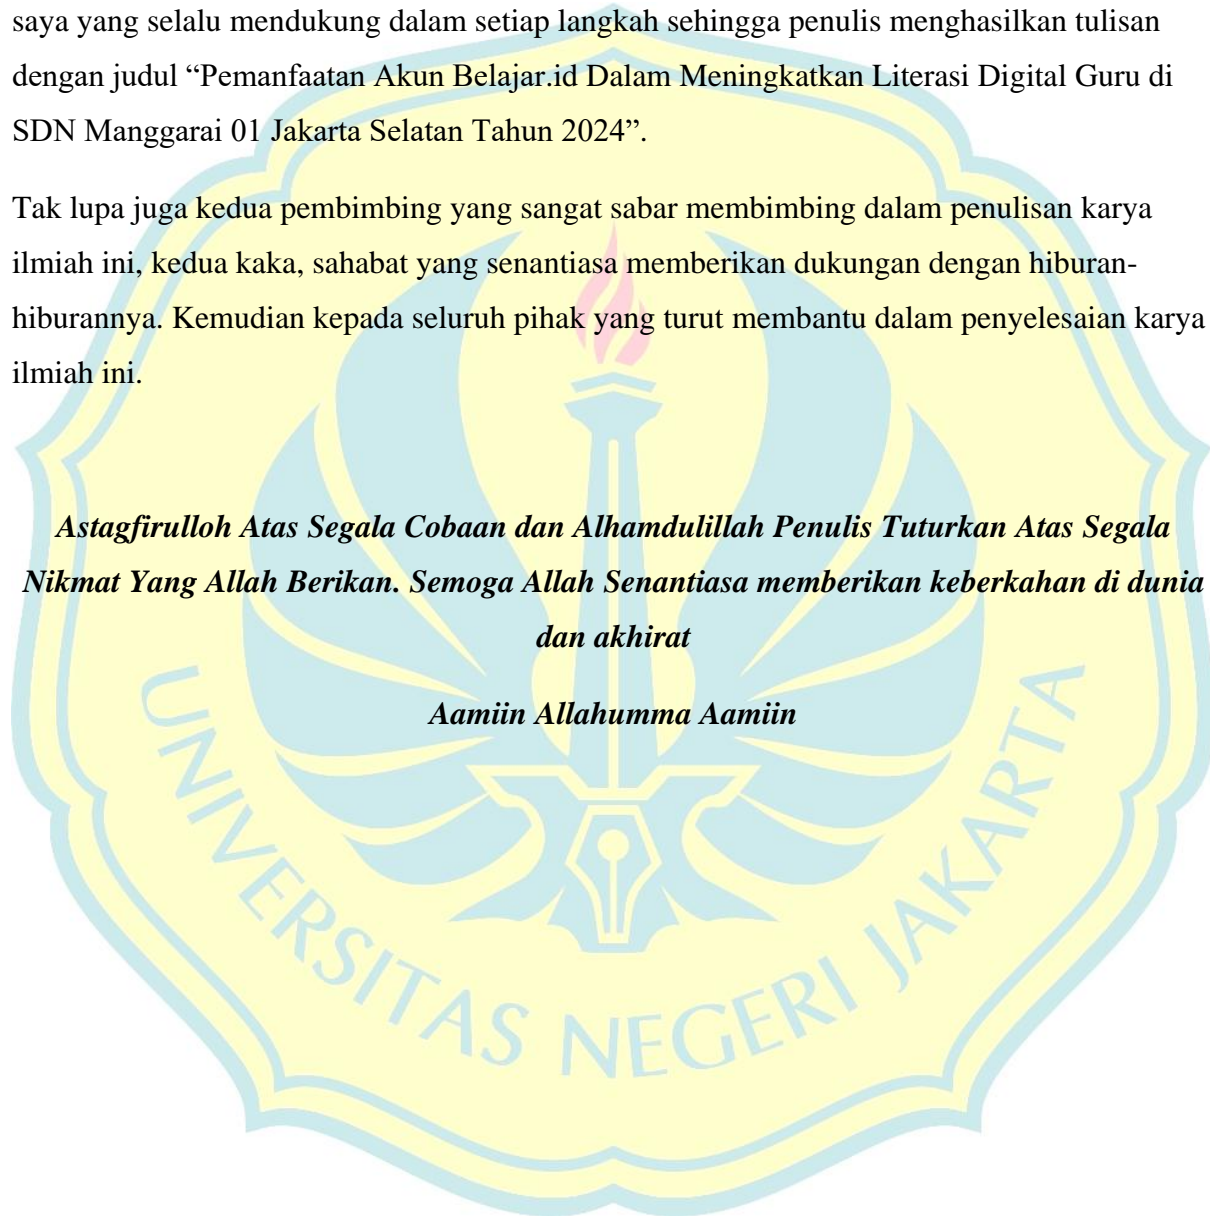 saya yang selalu mendukung dalam setiap langkah sehingga penulis menghasilkan tulisan
dengan judul “Pemanfaatan Akun Belajar.id Dalam Meningkatkan Literasi Digital Guru di
SDN Manggarai 01 Jakarta Selatan Tahun 2024”.
Tak lupa juga kedua pembimbing yang sangat sabar membimbing dalam penulisan karya
ilmiah ini, kedua kaka, sahabat yang senantiasa memberikan dukungan dengan hiburan-
hiburannya. Kemudian kepada seluruh pihak yang turut membantu dalam penyelesaian karya
ilmiah ini.
Astagfirulloh Atas Segala Cobaan dan Alhamdulillah Penulis Tuturkan Atas Segala
Nikmat Yang Allah Berikan. Semoga Allah Senantiasa memberikan keberkahan di dunia
dan akhirat
Aamiin Allahumma Aamiin
UNIVERSITAS NEGERI JAKARTA